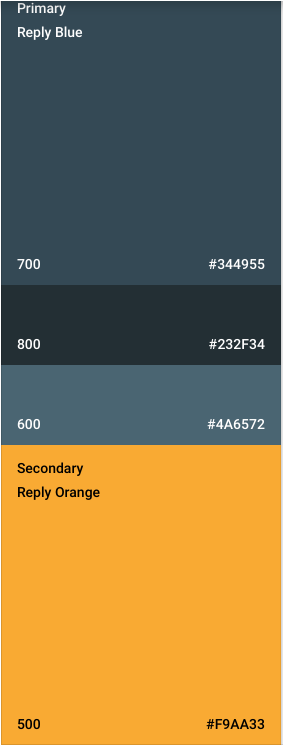 Primary
Reply Blue
700 #344955
800 #232F34
600 #4A6572
Secondary
Reply Orange
500 #F9AA33